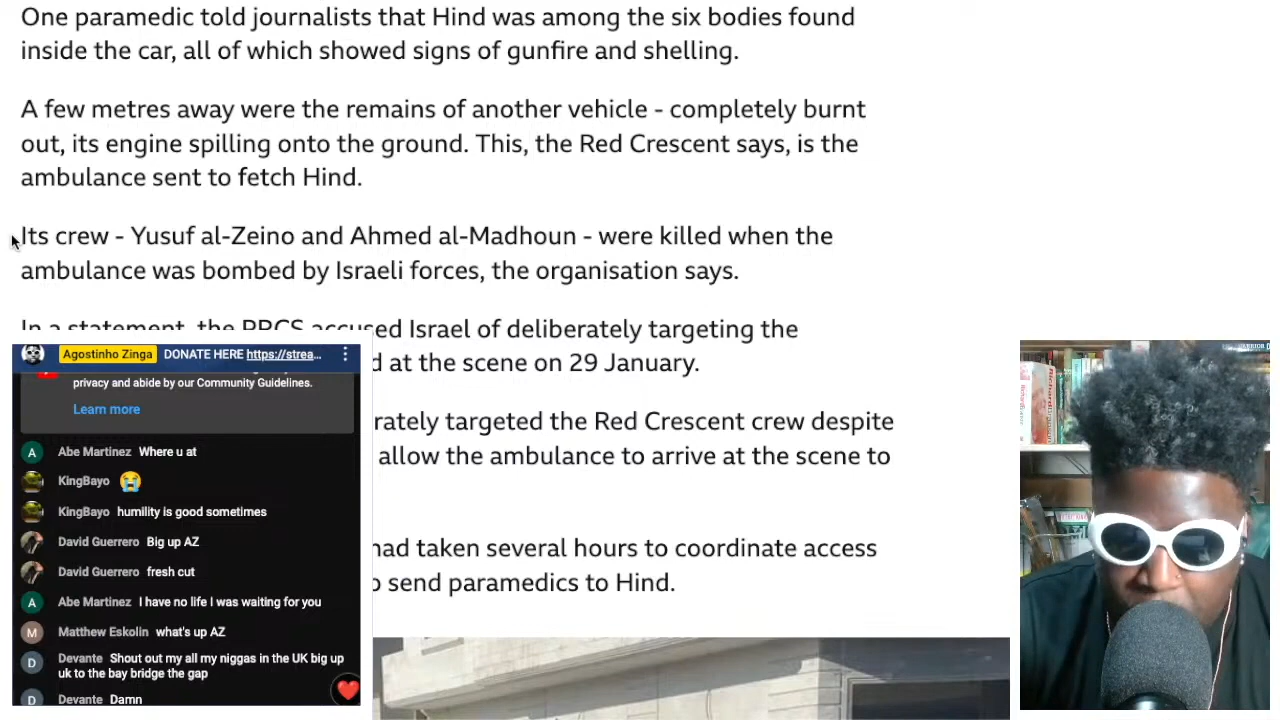 One paramedic told journalists that Hind was among the six bodies found
inside the car, all of which showed signs of gunfire and shelling.
A few metres away were the remains of another vehicle - completely burnt
out, its engine spilling onto the ground. This, the Red Crescent says, is the
ambulance sent to fetch Hind.
Its crew - Yusuf al-Zeino and Ahmed al-Madhoun - were killed when the
ambulance was bombed by Israeli forces, the organisation says.
In a statement, the PRCS accused Israel of deliberately targeting the
at the scene on 29 January.
targeted the Red Crescent crew despite
allow the ambulance to arrive at the scene to
had taken several hours to coordinate access
send paramedics to Hind.
Agostinho Zinga DONATE HERE https://strea...
privacy and abide by our Community Guidelines.
Learn more
A Abe Martinez Where u at
KingBayo 😭
KingBayo humility is good sometimes
David Guerrero Big up AZ
David Guerrero fresh cut
A Abe Martinez I have no life I was waiting for you
M Matthew Eskolin what's up AZ
D Devante Shout out my all my niggas in the UK big up
uk to the bay bridge the gap
D Devante Damn